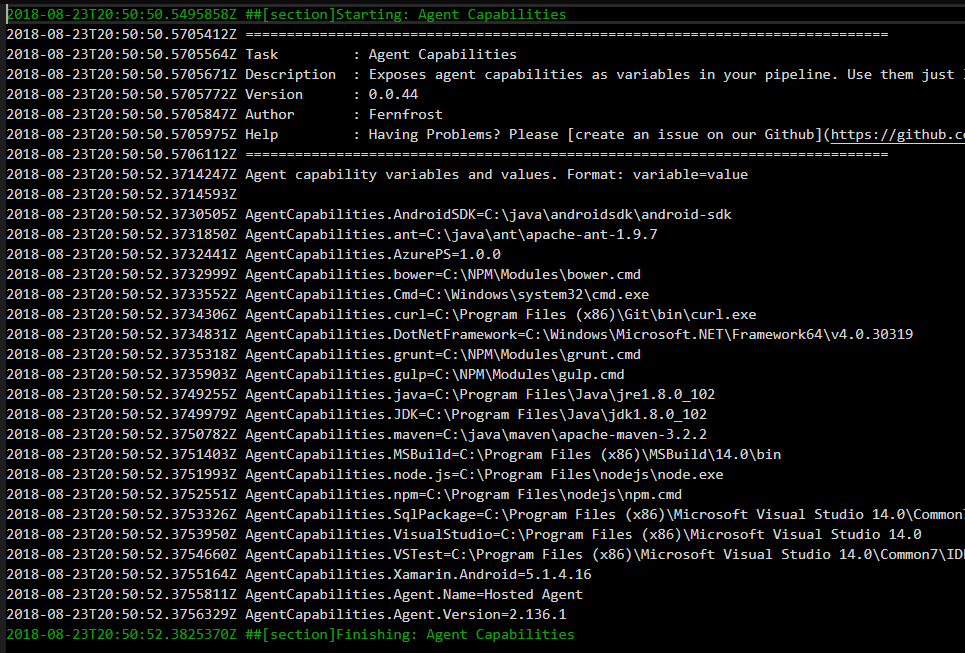 2018-08-23T20:50:50.5495858Z ##[section]Starting: Agent Capabilities
2018-08-23T20:50:50.5705412Z ==============================================================================
2018-08-23T20:50:50.5705564Z Task         : Agent Capabilities
2018-08-23T20:50:50.5705671Z Description  : Exposes agent capabilities as variables in your pipeline. Use them just
2018-08-23T20:50:50.5705772Z Version      : 0.0.44
2018-08-23T20:50:50.5705847Z Author       : Fernfrost
2018-08-23T20:50:50.5705975Z Help         : Having Problems? Please [create an issue on our Github](https://github.c
2018-08-23T20:50:50.5706112Z ==============================================================================
2018-08-23T20:50:52.3714247Z Agent capability variables and values. Format: variable=value
2018-08-23T20:50:52.3714593Z
2018-08-23T20:50:52.3730505Z AgentCapabilities.AndroidSDK=C:\java\androidsdk\android-sdk
2018-08-23T20:50:52.3731850Z AgentCapabilities.ant=C:\java\ant\apache-ant-1.9.7
2018-08-23T20:50:52.3732441Z AgentCapabilities.AzurePS=1.0.0
2018-08-23T20:50:52.3732999Z AgentCapabilities.bower=C:\NPM\Modules\bower.cmd
2018-08-23T20:50:52.3733552Z AgentCapabilities.Cmd=C:\Windows\system32\cmd.exe
2018-08-23T20:50:52.3734306Z AgentCapabilities.curl=C:\Program Files (x86)\Git\bin\curl.exe
2018-08-23T20:50:52.3734831Z AgentCapabilities.DotNetFramework=C:\Windows\Microsoft.NET\Framework64\v4.0.30319
2018-08-23T20:50:52.3735318Z AgentCapabilities.grunt=C:\NPM\Modules\grunt.cmd
2018-08-23T20:50:52.3735903Z AgentCapabilities.gulp=C:\NPM\Modules\gulp.cmd
2018-08-23T20:50:52.3749255Z AgentCapabilities.java=C:\Program Files\Java\jre1.8.0_102
2018-08-23T20:50:52.3749979Z AgentCapabilities.JDK=C:\Program Files\Java\jdk1.8.0_102
2018-08-23T20:50:52.3750782Z AgentCapabilities.maven=C:\java\maven\apache-maven-3.2.2
2018-08-23T20:50:52.3751403Z AgentCapabilities.MSBuild=C:\Program Files (x86)\MSBuild\14.0\bin
2018-08-23T20:50:52.3751993Z AgentCapabilities.node.js=C:\Program Files\nodejs\node.exe
2018-08-23T20:50:52.3752551Z AgentCapabilities.npm=C:\Program Files\nodejs\npm.cmd
2018-08-23T20:50:52.3753326Z AgentCapabilities.SqlPackage=C:\Program Files (x86)\Microsoft Visual Studio 14.0\Common7
2018-08-23T20:50:52.3753950Z AgentCapabilities.VisualStudio=C:\Program Files (x86)\Microsoft Visual Studio 14.0
2018-08-23T20:50:52.3754660Z AgentCapabilities.VSTest=C:\Program Files (x86)\Microsoft Visual Studio 14.0\Common7\ID
2018-08-23T20:50:52.3755164Z AgentCapabilities.Xamarin.Android=5.1.4.16
2018-08-23T20:50:52.3755811Z AgentCapabilities.Agent.Name=Hosted Agent
2018-08-23T20:50:52.3756329Z AgentCapabilities.Agent.Version=2.136.1
2018-08-23T20:50:52.3825370Z ##[section]Finishing: Agent Capabilities